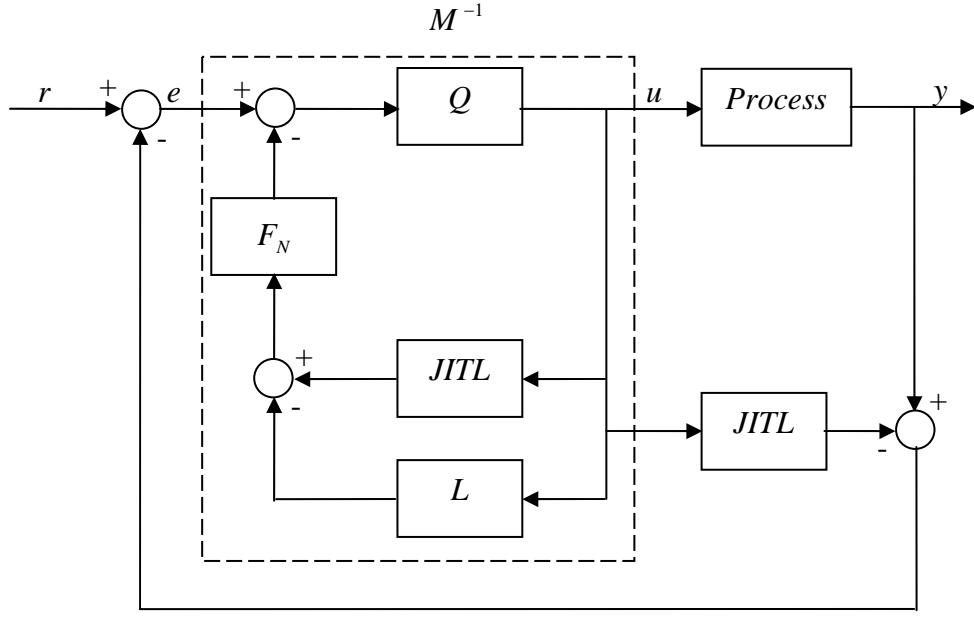 M⁻¹
r
+
e
+
Q
u
Process
y
-
-
F_N
+
JITL
-
+
JITL
-
L